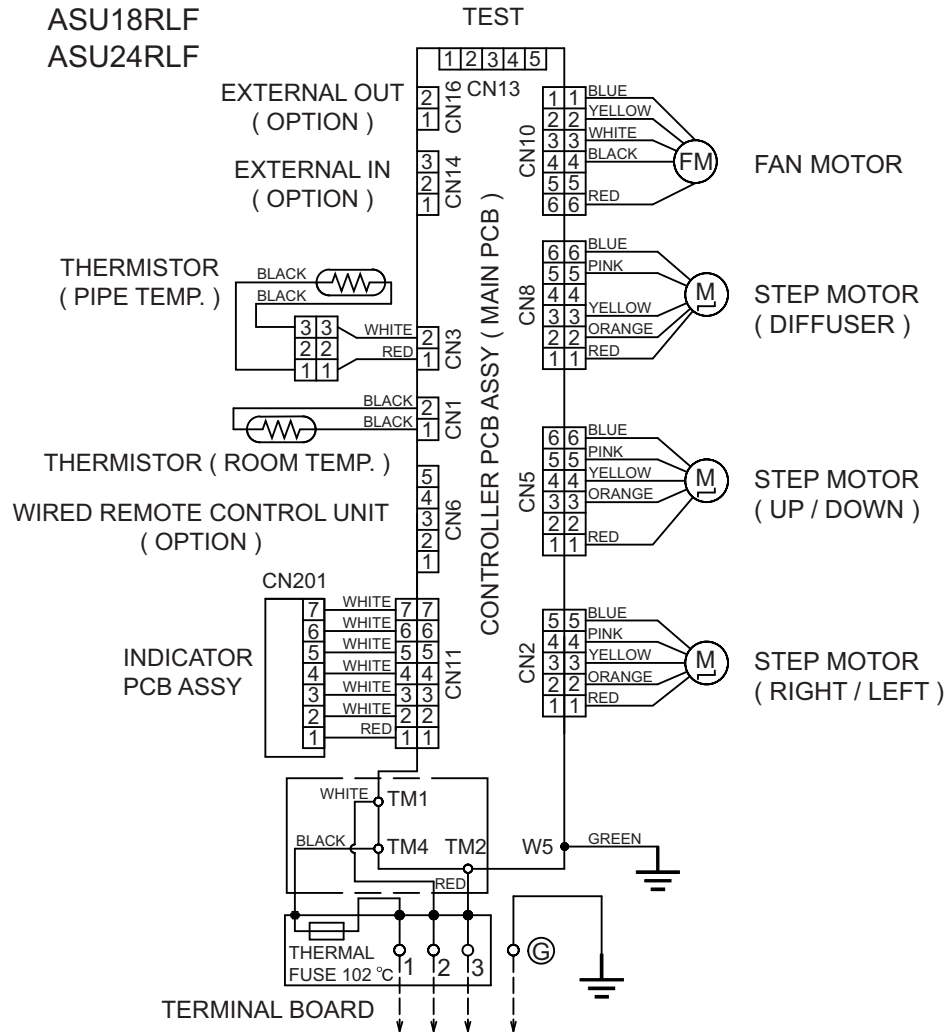 ASU18RLF
ASU24RLF
TEST
1 2 3 4 5
CN13
EXTERNAL OUT
( OPTION )
2
1
CN16
EXTERNAL IN
( OPTION )
3
2
1
CN14
THERMISTOR
( PIPE TEMP. )
BLACK
BLACK
3 3
2 2
1 1
WHITE
RED
2
1
CN3
BLACK
BLACK
2
1
CN1
THERMISTOR ( ROOM TEMP. )
WIRED REMOTE CONTROL UNIT
( OPTION )
5
4
3
2
1
CN6
CN201
INDICATOR
PCB ASSY
7 WHITE 7 7
6 WHITE 6 6
5 WHITE 5 5
4 WHITE 4 4
3 WHITE 3 3
2 WHITE 2 2
1 RED 1 1
CN11
CONTROLLER PCB ASSY ( MAIN PCB )
CN10
1 1 BLUE
2 2 YELLOW
3 3 WHITE
4 4 BLACK
5 5
6 6 RED
FM
FAN MOTOR
CN8
6 6 BLUE
5 5 PINK
4 4
3 3 YELLOW
2 2 ORANGE
1 1 RED
M
STEP MOTOR
( DIFFUSER )
CN5
6 6 BLUE
5 5 PINK
4 4 YELLOW
3 3 ORANGE
2 2
1 1 RED
M
STEP MOTOR
( UP / DOWN )
CN2
5 5 BLUE
4 4 PINK
3 3 YELLOW
2 2 ORANGE
1 1 RED
M
STEP MOTOR
( RIGHT / LEFT )
WHITE TM1
BLACK TM4 TM2 W5 GREEN
RED
THERMAL
FUSE 102 °C
1 2 3 G
TERMINAL BOARD